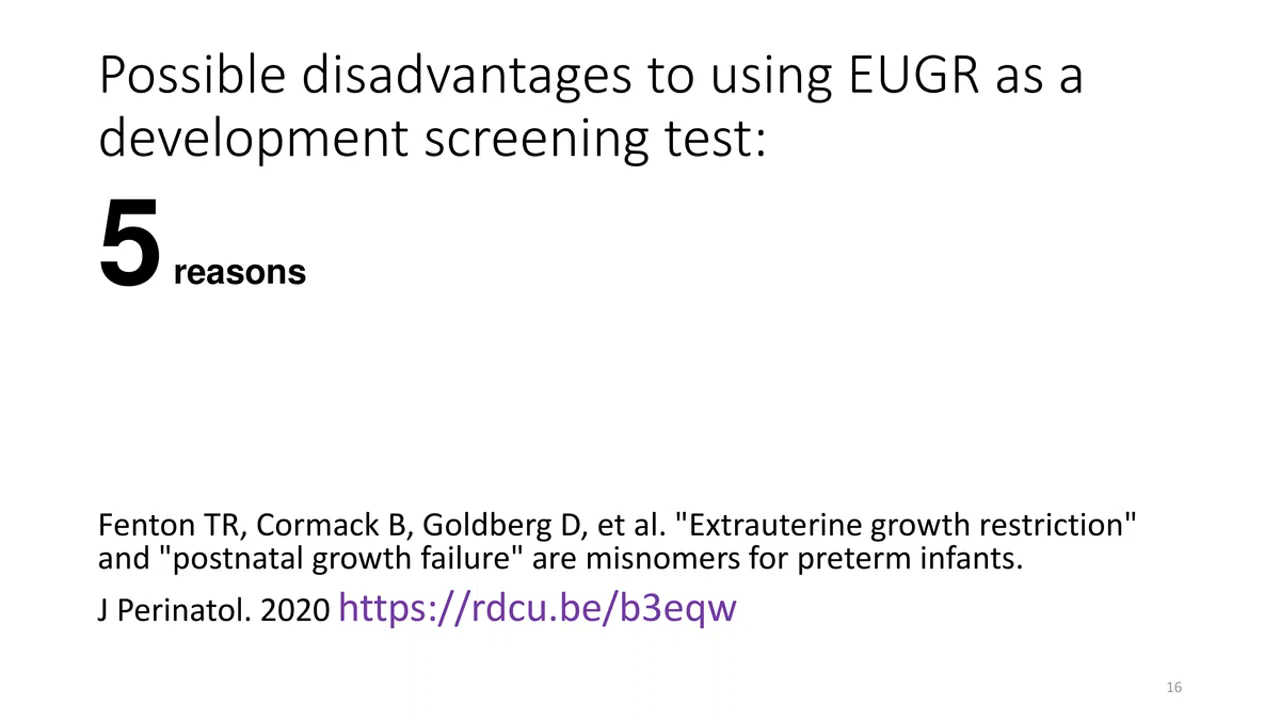 Possible disadvantages to using EUGR as a
development screening test:
5 reasons
Fenton TR, Cormack B, Goldberg D, et al. "Extrauterine growth restriction"
and "postnatal growth failure" are misnomers for preterm infants.
J Perinatol. 2020 https://rdcu.be/b3eqw
16